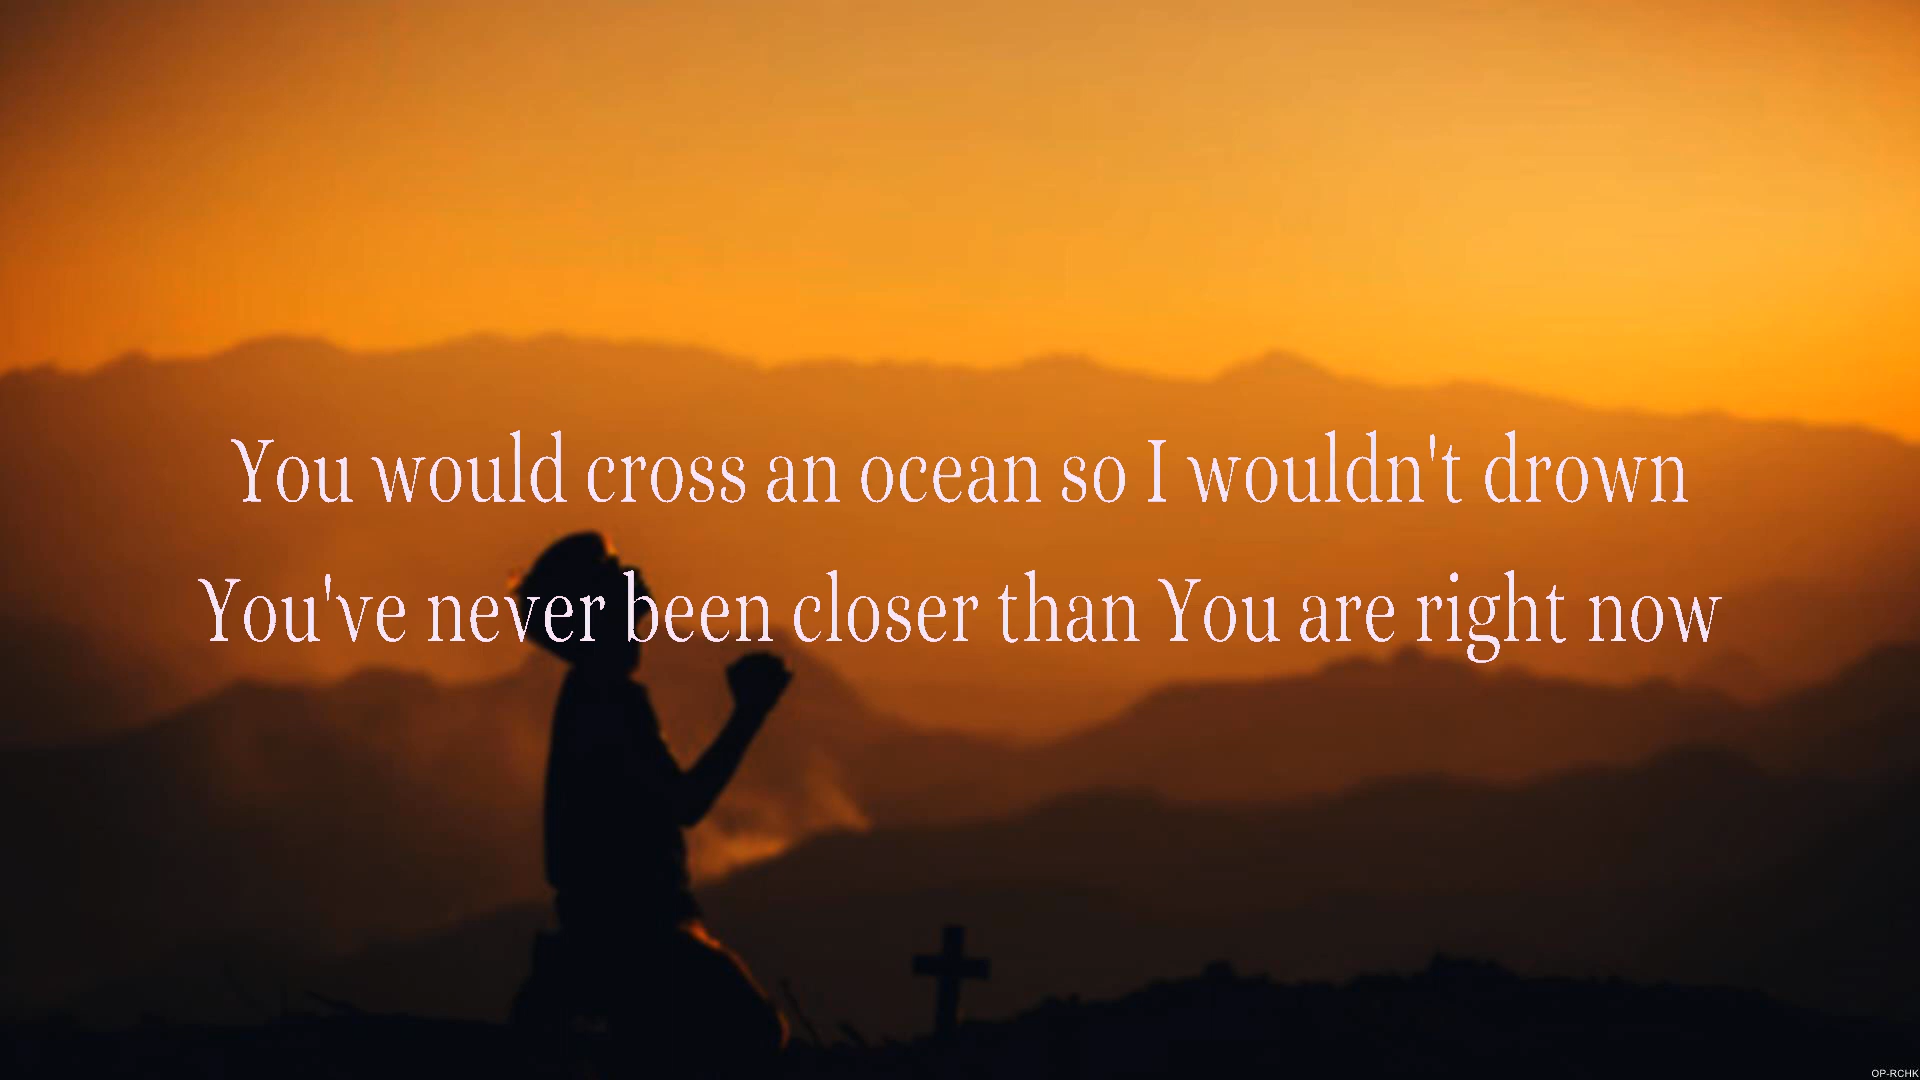 You would cross an ocean so I wouldn't drown
You've never been closer than You are right now
OP-RCHK